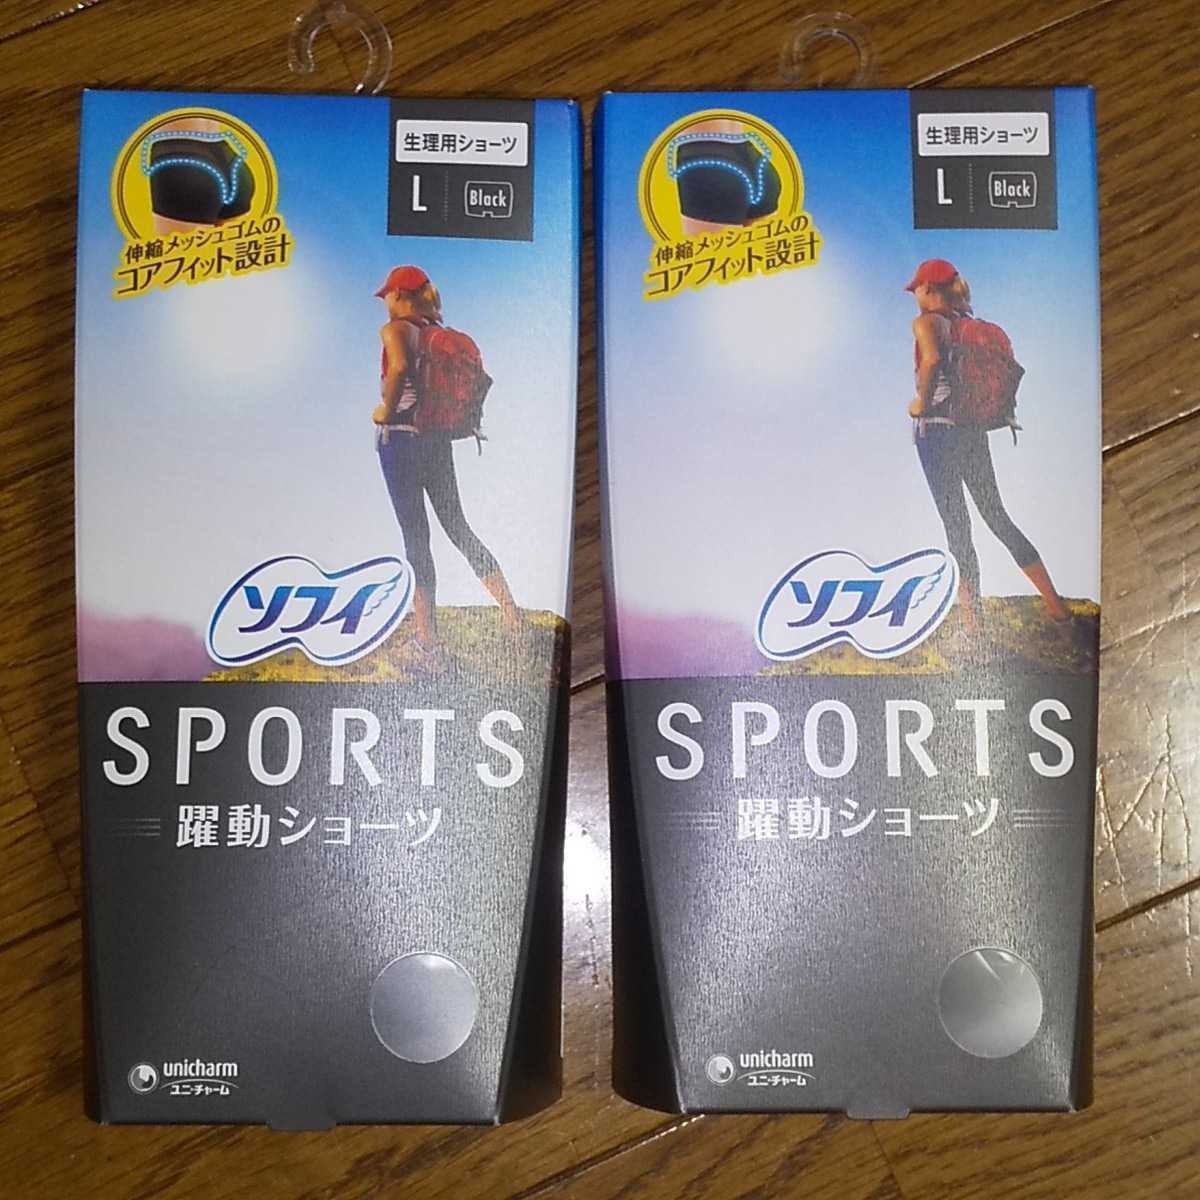 生理用ショーツ
L
Black
伸縮メッシュゴムの
コアフィット設計
ソフィ
SPORTS
躍動ショーツ
unicharm
ユニ・チャーム
生理用ショーツ
L
Black
伸縮メッシュゴムの
コアフィット設計
ソフィ
SPORTS
躍動ショーツ
unicharm
ユニ・チャーム